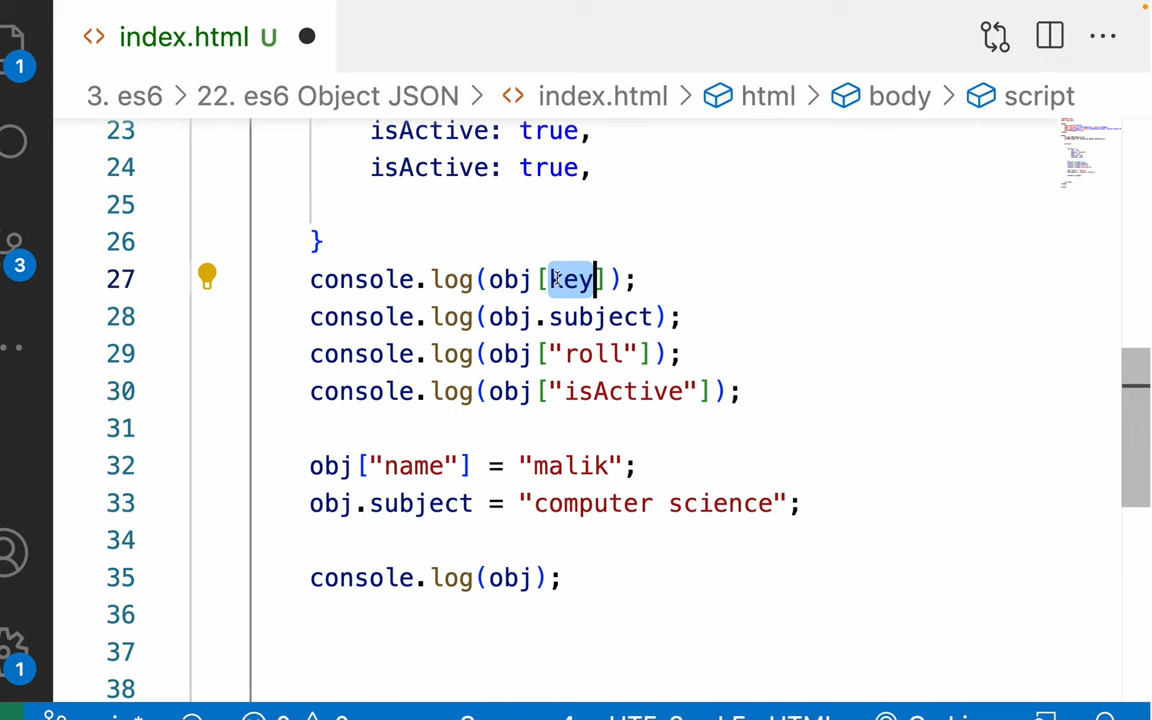 index.html U
1
3. es6 > 22. es6 Object JSON > index.html > html > body > script
23 isActive: true,
24 isActive: true,
25
26 }
27 console.log(obj[key]);
3
28 console.log(obj.subject);
29 console.log(obj["roll"]);
30 console.log(obj["isActive"]);
31
32 obj["name"] = "malik";
33 obj.subject = "computer science";
34
35 console.log(obj);
36
37
1
38